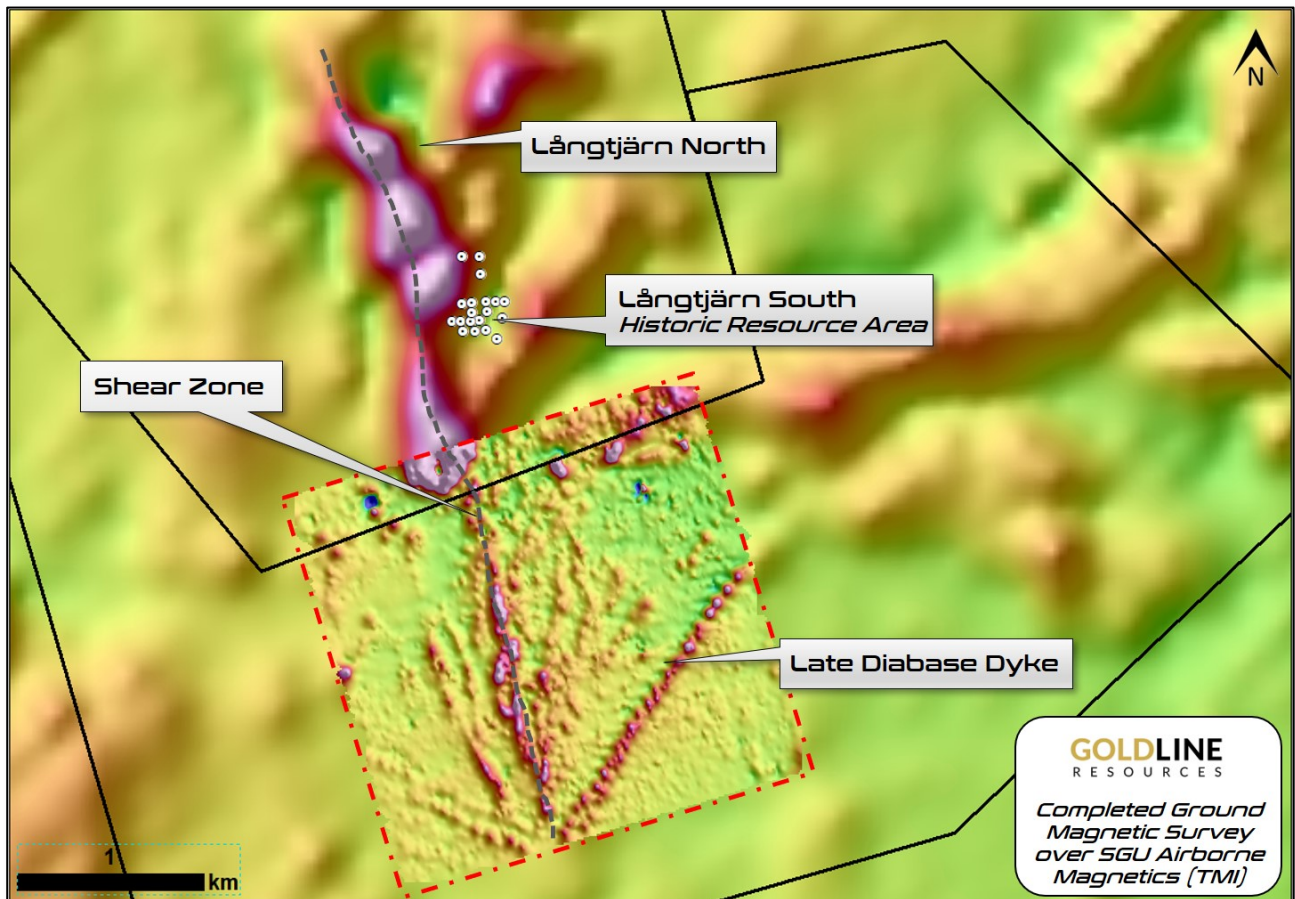 N
Långtjärn North
Långtjärn South
Historic Resource Area
Shear Zone
Late Diabase Dyke
GOLDLINE
RESOURCES
Completed Ground
Magnetic Survey
over SGU Airborne
Magnetics (TMI)
1
km